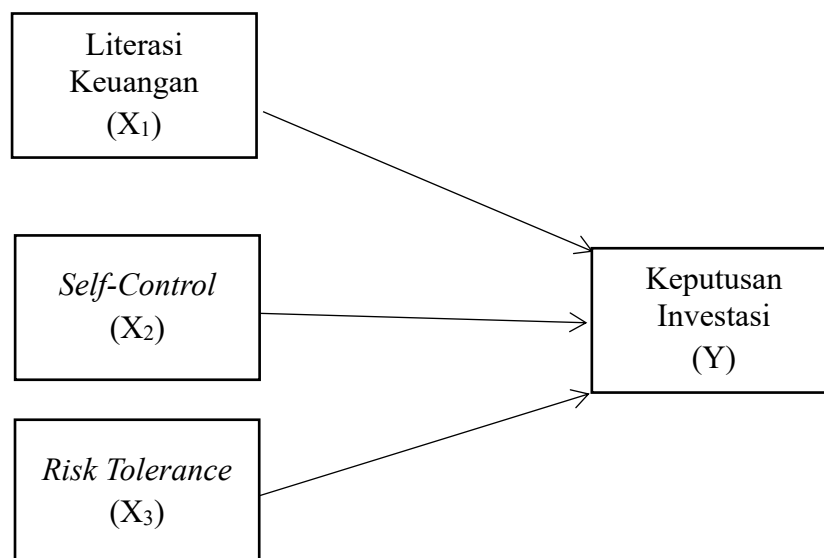 Literasi
Keuangan
(X₁)
Self-Control
(X₂)
Risk Tolerance
(X₃)
Keputusan
Investasi
(Y)